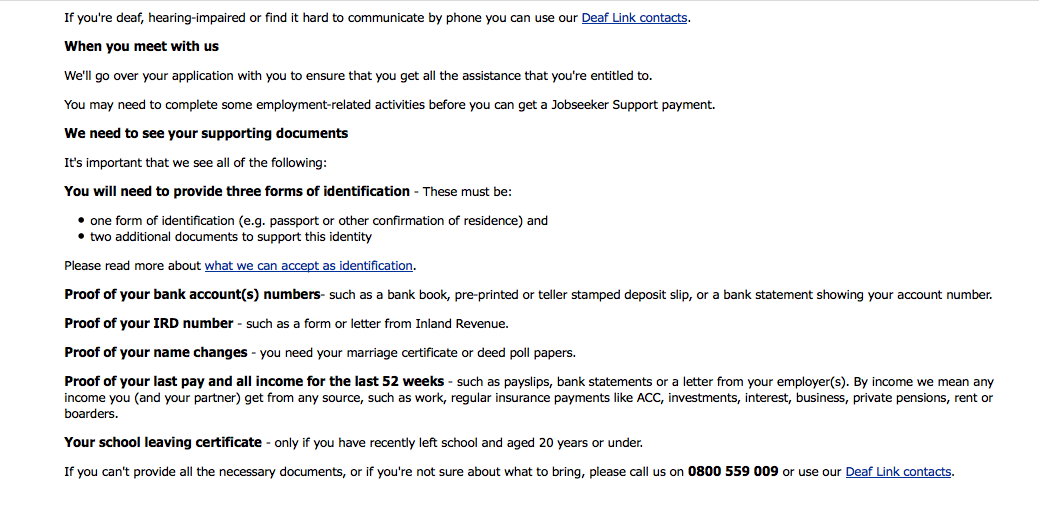 If you're deaf, hearing-impaired or find it hard to communicate by phone you can use our Deaf Link contacts.
When you meet with us
We'll go over your application with you to ensure that you get all the assistance that you're entitled to.
You may need to complete some employment-related activities before you can get a Jobseeker Support payment.
We need to see your supporting documents
It's important that we see all of the following:
You will need to provide three forms of identification - These must be:
• one form of identification (e.g. passport or other confirmation of residence) and
• two additional documents to support this identity
Please read more about what we can accept as identification.
Proof of your bank account(s) numbers- such as a bank book, pre-printed or teller stamped deposit slip, or a bank statement showing your account number.
Proof of your IRD number - such as a form or letter from Inland Revenue.
Proof of your name changes - you need your marriage certificate or deed poll papers.
Proof of your last pay and all income for the last 52 weeks - such as payslips, bank statements or a letter from your employer(s). By income we mean any
income you (and your partner) get from any source, such as work, regular insurance payments like ACC, investments, interest, business, private pensions, rent or
boarders.
Your school leaving certificate - only if you have recently left school and aged 20 years or under.
If you can't provide all the necessary documents, or if you're not sure about what to bring, please call us on 0800 559 009 or use our Deaf Link contacts.